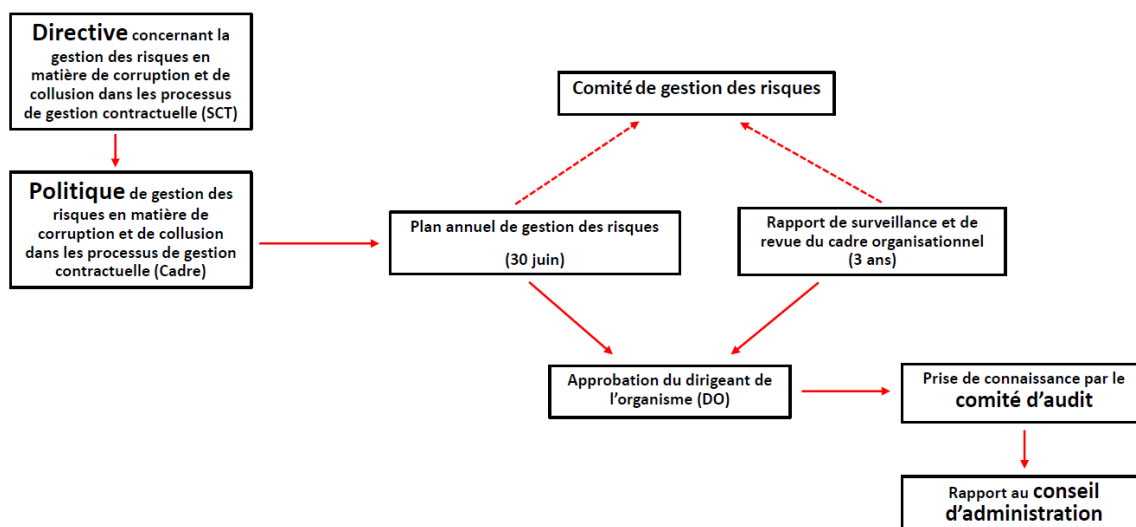 Directive concernant la
gestion des risques en
matière de corruption et de
collusion dans les processus
de gestion contractuelle (SCT)
Comité de gestion des risques
Politique de gestion des
risques en matière de
corruption et de collusion
dans les processus de gestion
contractuelle (Cadre)
Plan annuel de gestion des risques
(30 juin)
Rapport de surveillance et de
revue du cadre organisationnel
(3 ans)
Approbation du dirigeant de
l'organisme (DO)
Prise de connaissance par le
comité d'audit
Rapport au conseil
d'administration